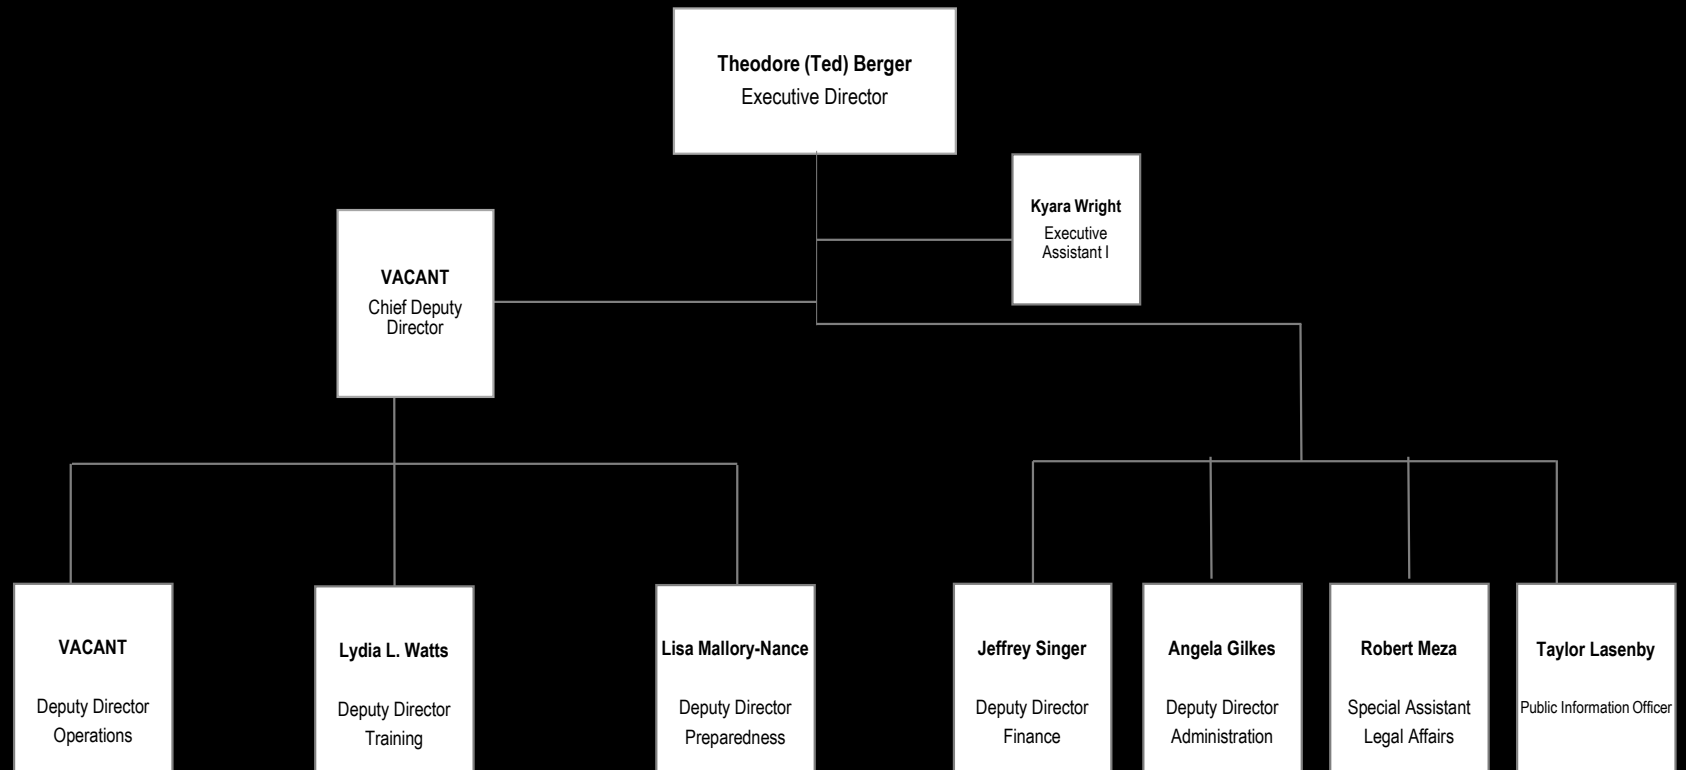 Theodore (Ted) Berger
Executive Director
Kyara Wright
Executive
Assistant I
VACANT
Chief Deputy
Director
VACANT
Deputy Director
Operations
Lydia L. Watts
Deputy Director
Training
Lisa Mallory-Nance
Deputy Director
Preparedness
Jeffrey Singer
Deputy Director
Finance
Angela Gilkes
Deputy Director
Administration
Robert Meza
Special Assistant
Legal Affairs
Taylor Lasenby
Public Information Officer